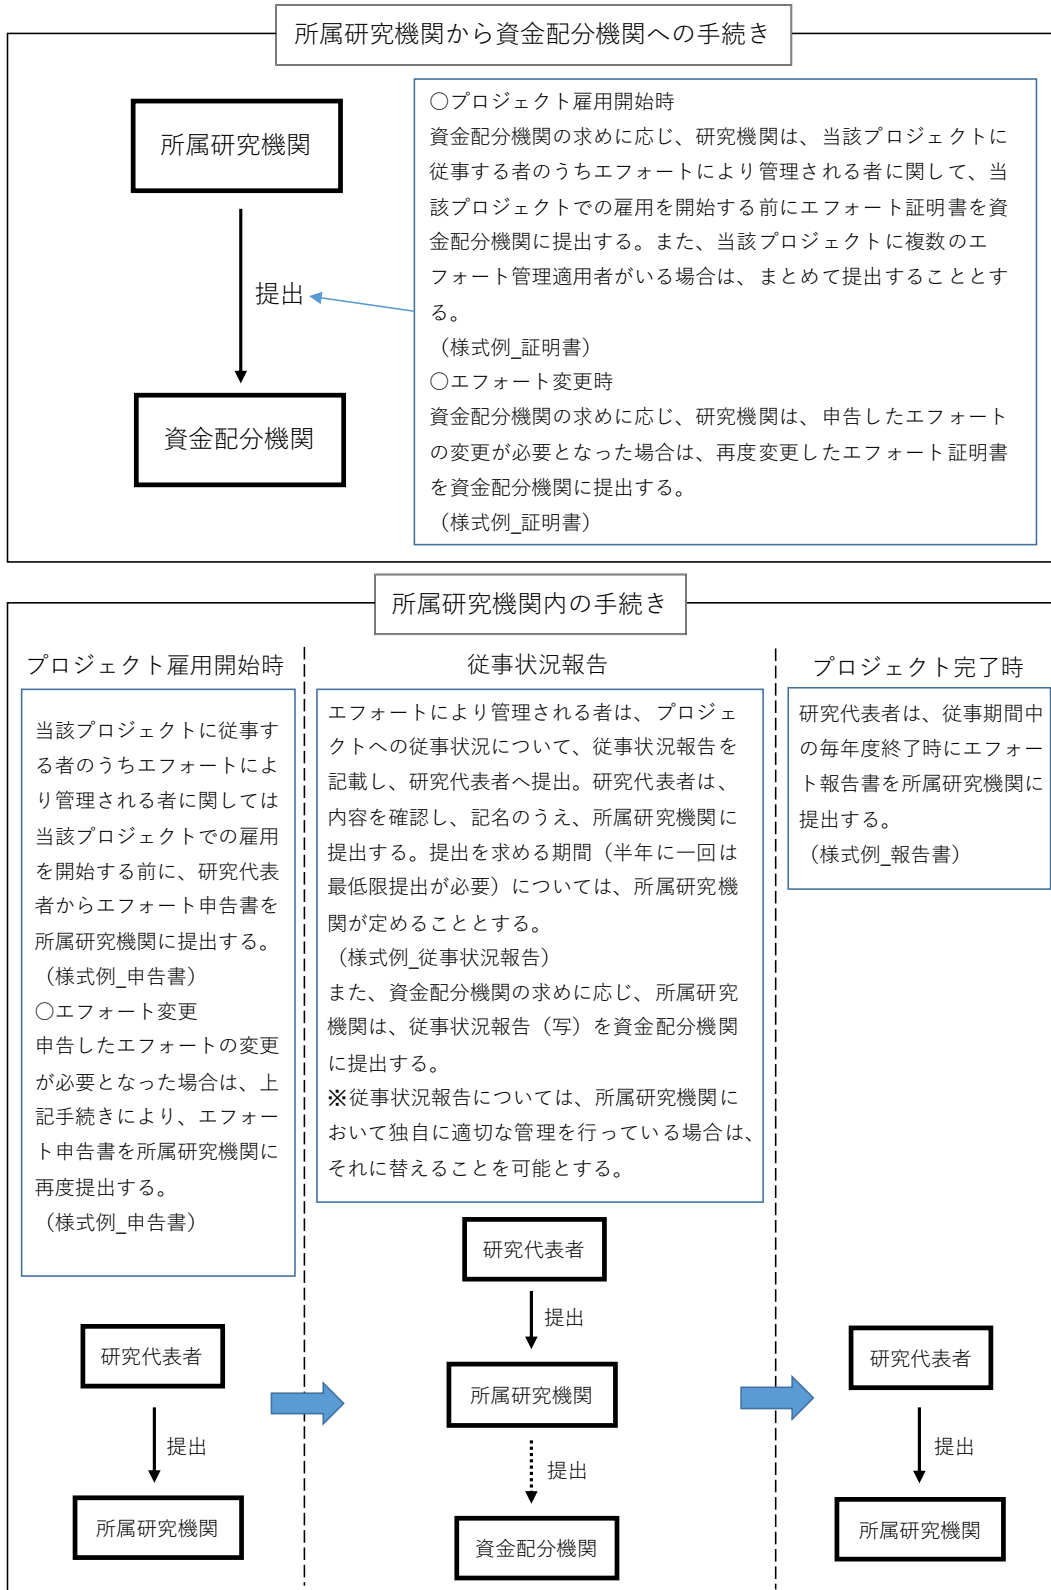 所属研究機関から資金配分機関への手続き
所属研究機関
提出
資金配分機関
○プロジェクト雇用開始時
資金配分機関の求めに応じ、研究機関は、当該プロジェクトに
従事する者のうちエフォートにより管理される者に関して、当
該プロジェクトでの雇用を開始する前にエフォート証明書を資
金配分機関に提出する。また、当該プロジェクトに複数のエ
フォート管理適用者がいる場合は、まとめて提出することとす
る。
（様式例_証明書）
○エフォート変更時
資金配分機関の求めに応じ、研究機関は、申告したエフォート
の変更が必要となった場合は、再度変更したエフォート証明書
を資金配分機関に提出する。
（様式例_証明書）
所属研究機関内の手続き
プロジェクト雇用開始時
当該プロジェクトに従事す
る者のうちエフォートによ
り管理される者に関しては
当該プロジェクトでの雇用
を開始する前に、研究代表
者からエフォート申告書を
所属研究機関に提出する。
（様式例_申告書）
○エフォート変更
申告したエフォートの変更
が必要となった場合は、上
記手続きにより、エフォー
ト申告書を所属研究機関に
再度提出する。
（様式例_申告書）
研究代表者
提出
所属研究機関
従事状況報告
エフォートにより管理される者は、プロジェ
クトへの従事状況について、従事状況報告を
記載し、研究代表者へ提出。研究代表者は、
内容を確認し、記名のうえ、所属研究機関に
提出する。提出を求める期間（半年に一回は
最低限提出が必要）については、所属研究機
関が定めることとする。
（様式例_従事状況報告）
また、資金配分機関の求めに応じ、所属研究
機関は、従事状況報告（写）を資金配分機関
に提出する。
※従事状況報告については、所属研究機関に
おいて独自に適切な管理を行っている場合は、
それに替えることを可能とする。
研究代表者
提出
所属研究機関
提出
資金配分機関
プロジェクト完了時
研究代表者は、従事期間中
の毎年度終了時にエフォー
ト報告書を所属研究機関に
提出する。
（様式例_報告書）
研究代表者
提出
所属研究機関